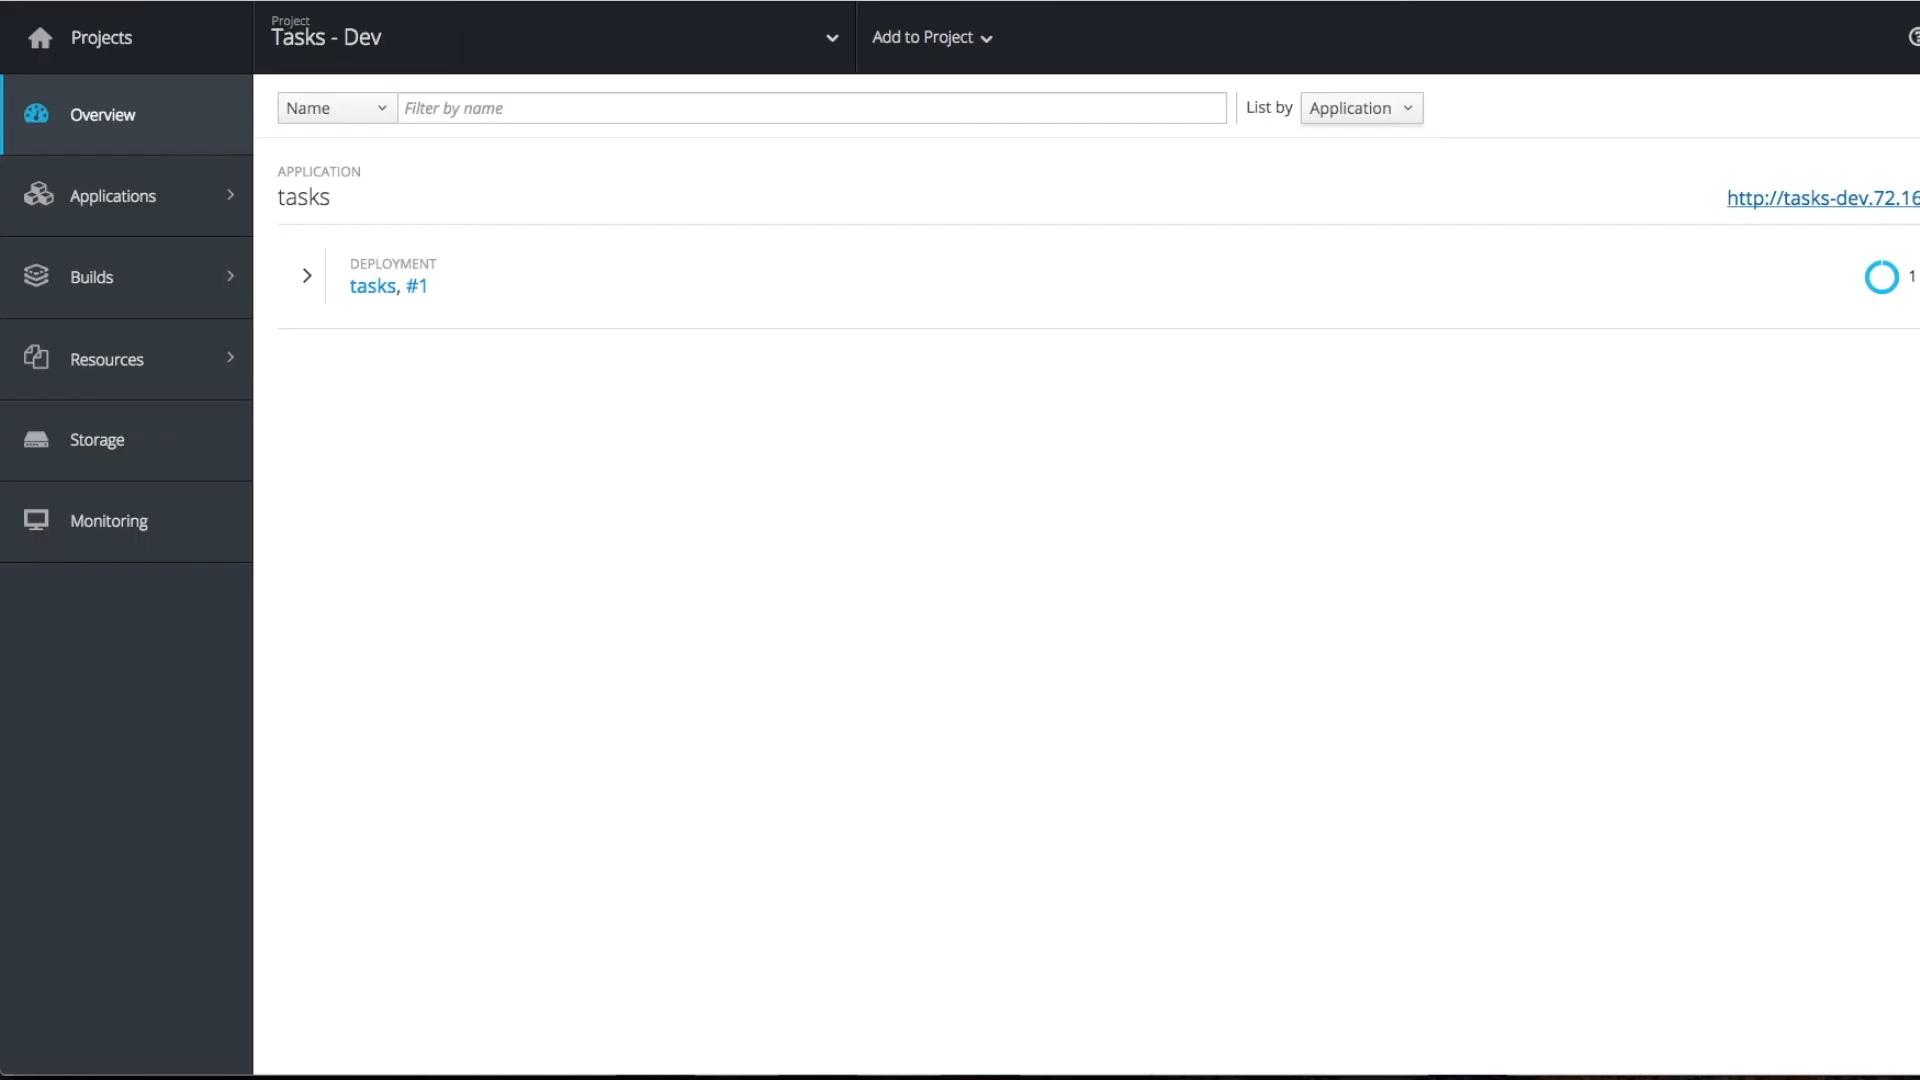 Projects
Project
Tasks - Dev
Add to Project
Overview
Applications
Builds
Resources
Storage
Monitoring
Name
Filter by name
List by
Application
APPLICATION
tasks
http://tasks-dev.72.16
DEPLOYMENT
tasks, #1
1